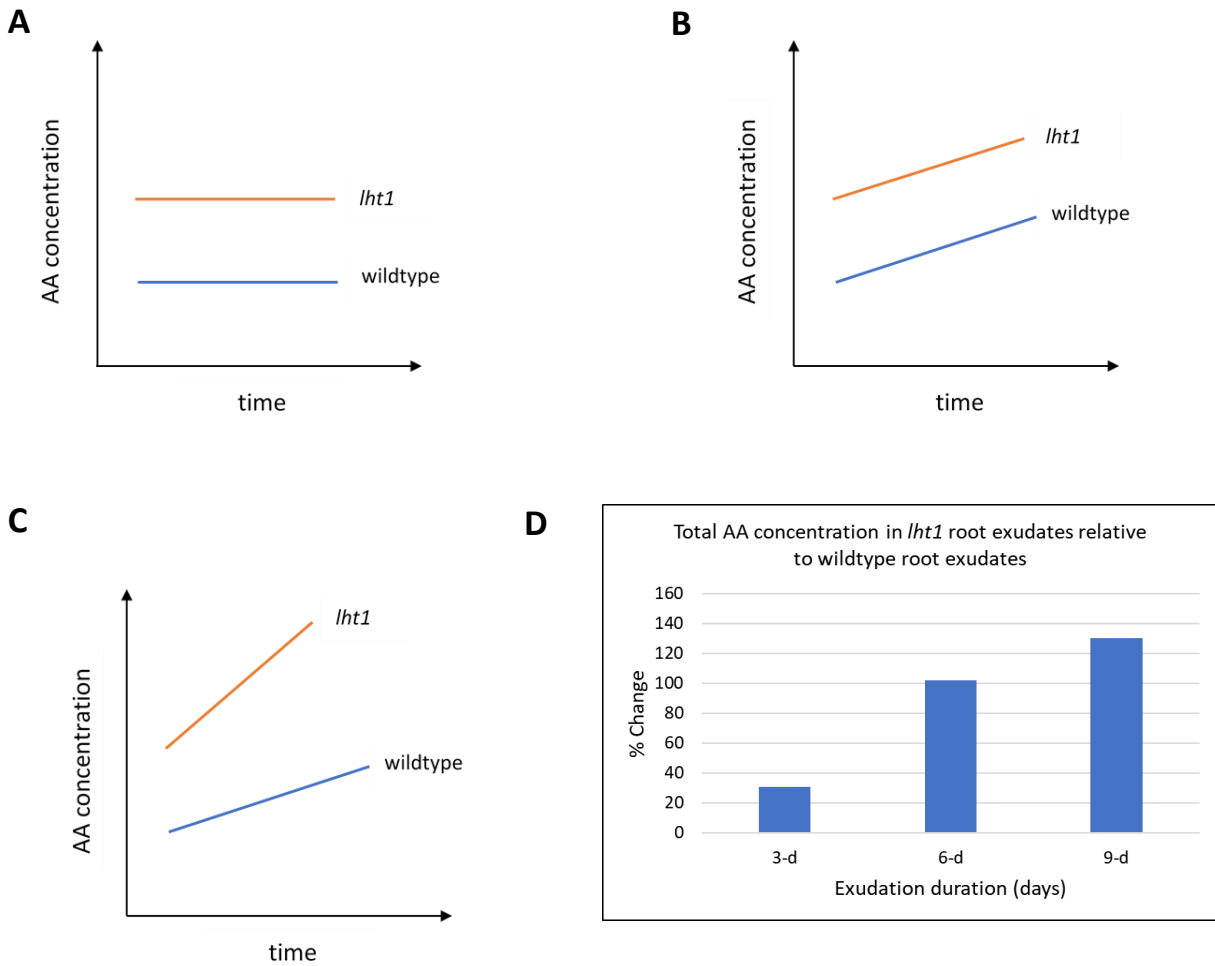 A
AA concentration
lht1
wildtype
time
B
AA concentration
lht1
wildtype
time
C
AA concentration
lht1
wildtype
time
D
Total AA concentration in lht1 root exudates relative
to wildtype root exudates
% Change
160
140
120
100
80
60
40
20
0
3-d
6-d
9-d
Exudation duration (days)